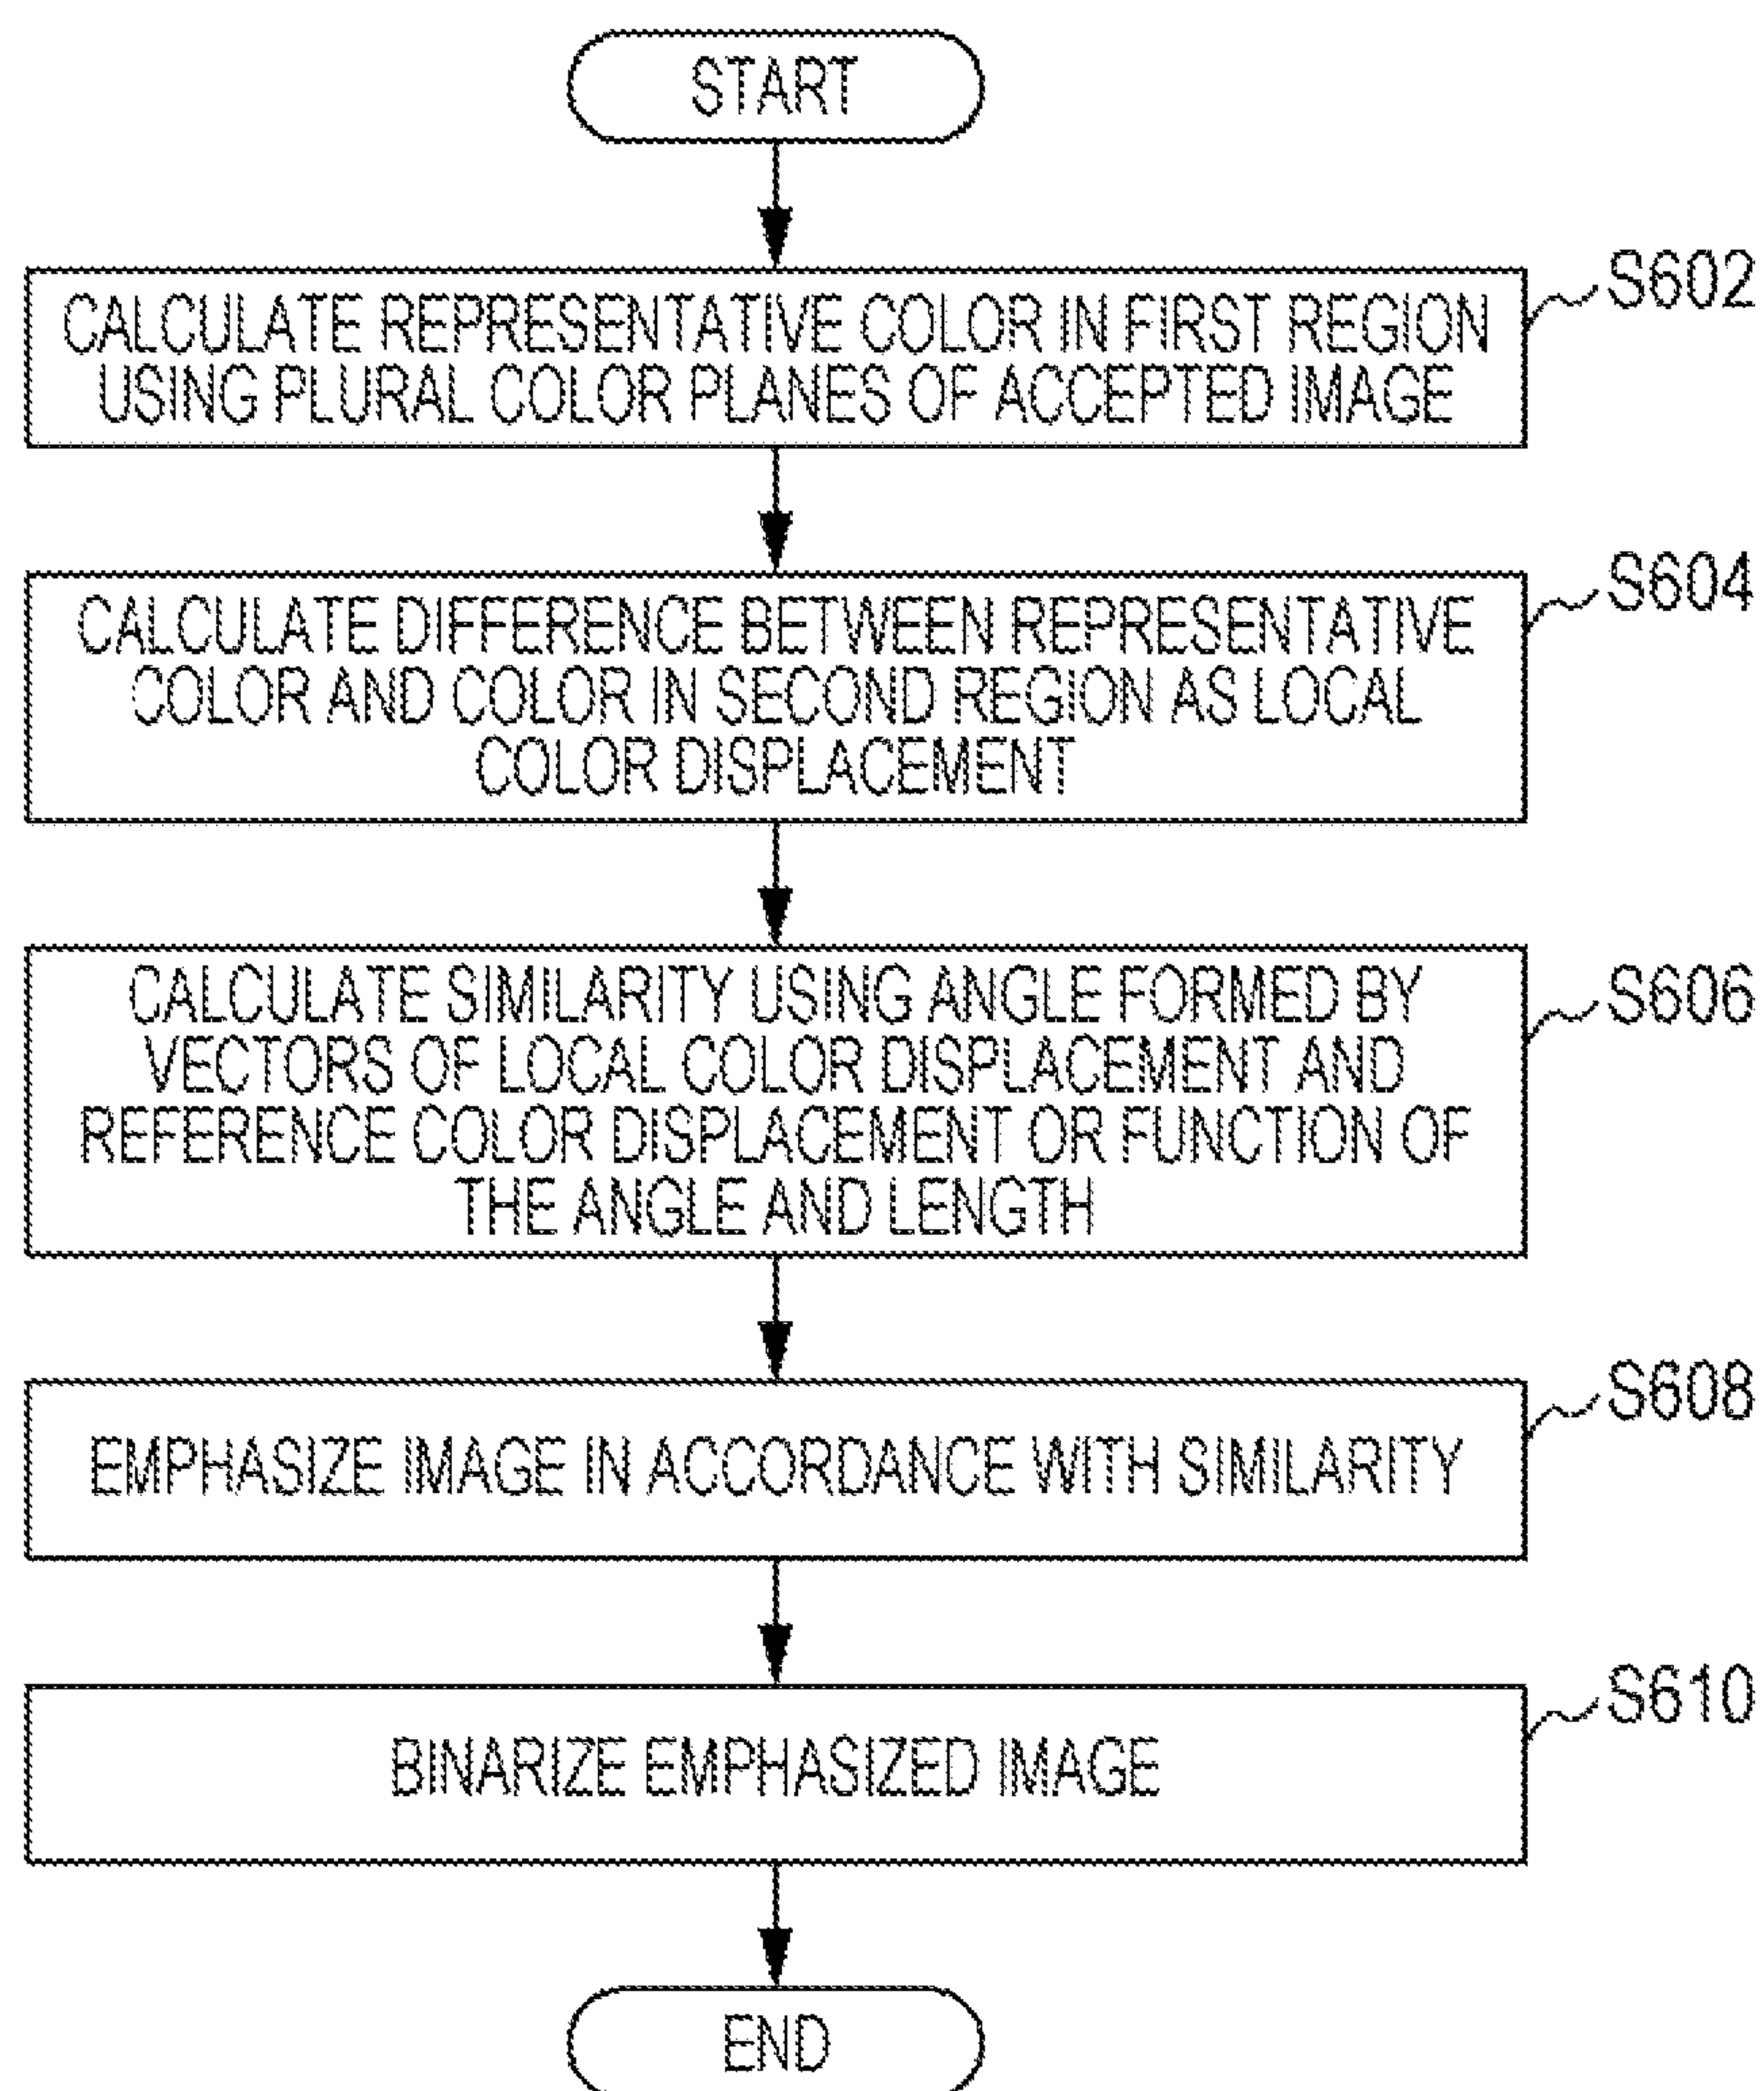 START
S602
CALCULATE REPRESENTATIVE COLOR IN FIRST REGION
USING PLURAL COLOR PLANES OF ACCEPTED IMAGE
S604
CALCULATE DIFFERENCE BETWEEN REPRESENTATIVE
COLOR AND COLOR IN SECOND REGION AS LOCAL
COLOR DISPLACEMENT
S606
CALCULATE SIMILARITY USING ANGLE FORMED BY
VECTORS OF LOCAL COLOR DISPLACEMENT AND
REFERENCE COLOR DISPLACEMENT OR FUNCTION OF
THE ANGLE AND LENGTH
S608
EMPHASIZE IMAGE IN ACCORDANCE WITH SIMILARITY
S610
BINARIZE EMPHASIZED IMAGE
END